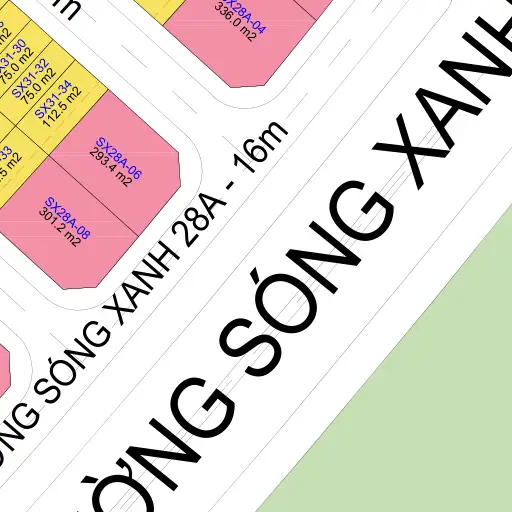 SX28A-04
336.0 m2
SX31-30
75.0 m2
SX31-32
75.0 m2
SX31-34
112.5 m2
SX28A-06
293.4 m2
SX28A-08
301.2 m2
SÓNG XANH 28A - 16m
SÓNG XANH